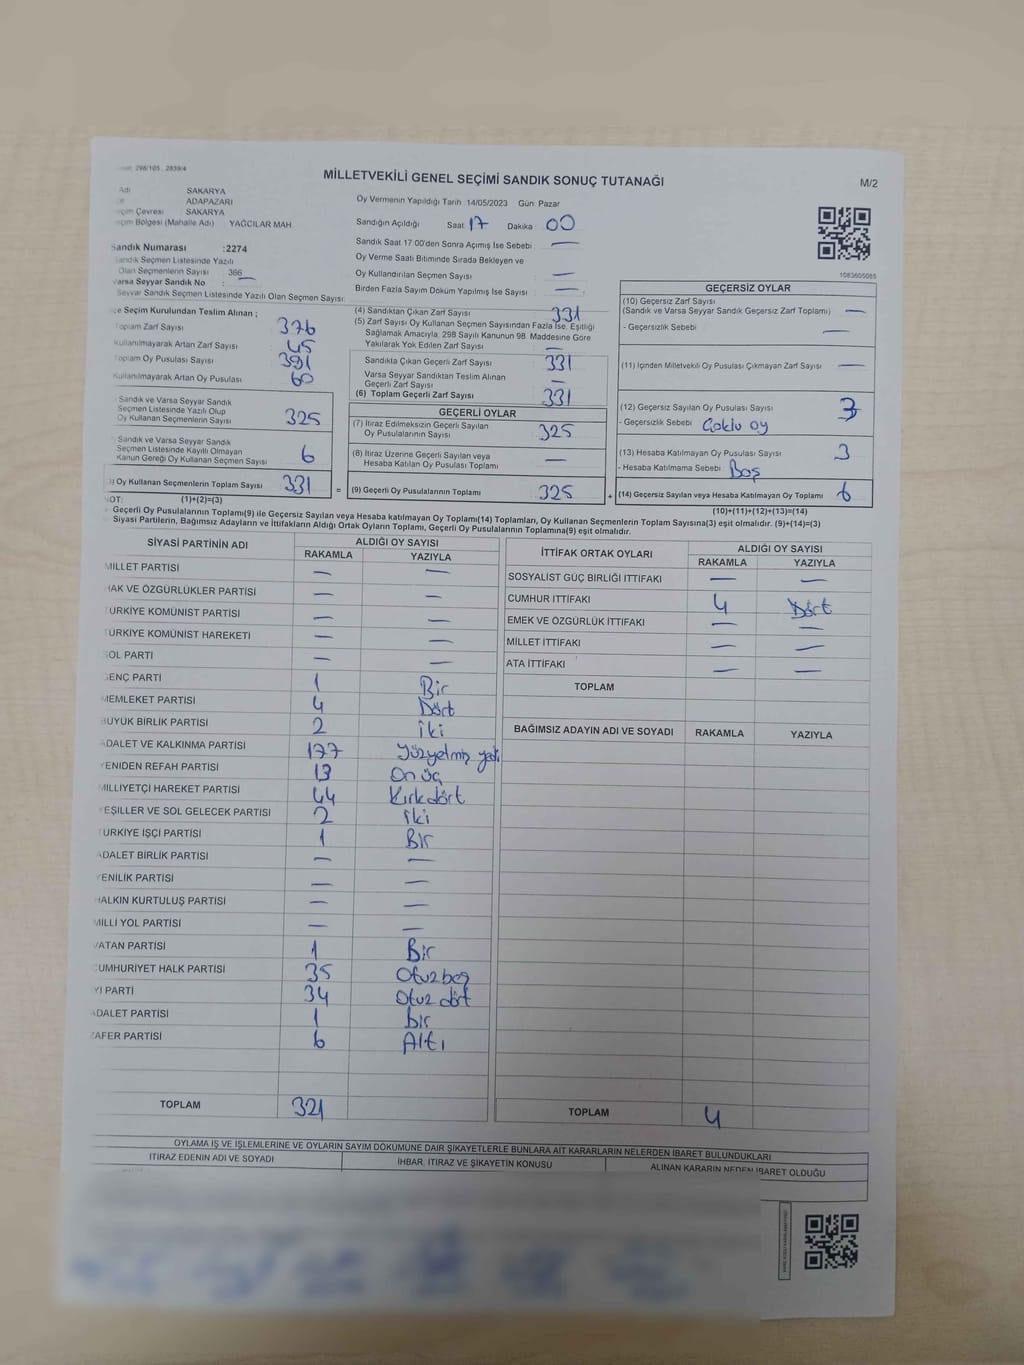 298/105 2839/4
MİLLETVEKİLİ GENEL SEÇİMİ SANDIK SONUÇ TUTANAĞI
M/2
Adı SAKARYA
ADAPAZARI
Çevresi SAKARYA
Bölgesi (Mahalle Adı) YAĞCILAR MAH
Sandık Numarası :2274
Sandık Seçmen Listesinde Yazılı
Olan Seçmenlerin Sayısı : 366
Varsa Seyyar Sandık No : —
Seyyar Sandık Seçmen Listesinde Yazılı Olan Seçmen Sayısı:
Oy Vermenin Yapıldığı Tarih :14/05/2023 Gün: Pazar
Sandığın Açıldığı Saat 17 Dakika 00
Sandık Saat 17:00'den Sonra Açılmış İse Sebebi : —
Oy Verme Saati Bitiminde Sırada Bekleyen ve
Oy Kullandırılan Seçmen Sayısı : —
Birden Fazla Sayım Döküm Yapılmış İse Sayısı : —
1083605085
İlçe Seçim Kurulundan Teslim Alınan ;
Toplam Zarf Sayısı 376
Kullanılmayarak Artan Zarf Sayısı 45
Toplam Oy Pusulası Sayısı 391
Kullanılmayarak Artan Oy Pusulası 60
Sandık ve Varsa Seyyar Sandık
Seçmen Listesinde Yazılı Olup
Oy Kullanan Seçmenlerin Sayısı 325
Sandık ve Varsa Seyyar Sandık
Seçmen Listesinde Kayıtlı Olmayan
Kanun Gereği Oy Kullanan Seçmen Sayısı 6
Oy Kullanan Seçmenlerin Toplam Sayısı 331 =
(1)+(2)=(3)
(4) Sandıktan Çıkan Zarf Sayısı 331
(5) Zarf Sayısı Oy Kullanan Seçmen Sayısından Fazla İse, Eşitliği
Sağlamak Amacıyla, 298 Sayılı Kanunun 98. Maddesine Göre
Yakılarak Yok Edilen Zarf Sayısı —
Sandıkta Çıkan Geçerli Zarf Sayısı 331
Varsa Seyyar Sandıktan Teslim Alınan
Geçerli Zarf Sayısı —
(6) Toplam Geçerli Zarf Sayısı 331
GEÇERLİ OYLAR
(7) İtiraz Edilmeksizin Geçerli Sayılan
Oy Pusulalarının Sayısı 325
(8) İtiraz Üzerine Geçerli Sayılan veya
Hesaba Katılan Oy Pusulası Toplamı —
(9) Geçerli Oy Pusulalarının Toplamı 325 +
GEÇERSİZ OYLAR
(10) Geçersiz Zarf Sayısı
(Sandık ve Varsa Seyyar Sandık Geçersiz Zarf Toplamı) —
- Geçersizlik Sebebi : —
(11) İçinden Milletvekili Oy Pusulası Çıkmayan Zarf Sayısı —
(12) Geçersiz Sayılan Oy Pusulası Sayısı 3
- Geçersizlik Sebebi : Çoklu oy
(13) Hesaba Katılmayan Oy Pusulası Sayısı 3
- Hesaba Katılmama Sebebi : Boş
(14) Geçersiz Sayılan veya Hesaba Katılmayan Oy Toplamı 6
(10)+(11)+(12)+(13)=(14)
NOT:
Geçerli Oy Pusulalarının Toplamı(9) ile Geçersiz Sayılan veya Hesaba katılmayan Oy Toplamı(14) Toplamları, Oy Kullanan Seçmenlerin Toplam Sayısına(3) eşit olmalıdır. (9)+(14)=(3)
Siyasi Partilerin, Bağımsız Adayların ve İttifakların Aldığı Ortak Oyların Toplamı, Geçerli Oy Pusulalarının Toplamına(9) eşit olmalıdır.
SİYASİ PARTİNİN ADI
ALDIĞI OY SAYISI
RAKAMLA YAZIYLA
MİLLET PARTİSİ — —
HAK VE ÖZGÜRLÜKLER PARTİSİ — —
TÜRKİYE KOMÜNİST PARTİSİ — —
TÜRKİYE KOMÜNİST HAREKETİ — —
SOL PARTİ — —
GENÇ PARTİ 1 Bir
MEMLEKET PARTİSİ 4 Dört
BÜYÜK BİRLİK PARTİSİ 2 İki
ADALET VE KALKINMA PARTİSİ 177 Yüzyetmiş yedi
YENİDEN REFAH PARTİSİ 13 On üç
MİLLİYETÇİ HAREKET PARTİSİ 44 Kırkdört
YEŞİLLER VE SOL GELECEK PARTİSİ 2 İki
TÜRKİYE İŞÇİ PARTİSİ 1 Bir
ADALET BİRLİK PARTİSİ — —
YENİLİK PARTİSİ — —
HALKIN KURTULUŞ PARTİSİ — —
MİLLİ YOL PARTİSİ — —
VATAN PARTİSİ 1 Bir
CUMHURİYET HALK PARTİSİ 35 Otuzbeş
İYİ PARTİ 34 Otuz dört
ADALET PARTİSİ 1 Bir
ZAFER PARTİSİ 6 Altı
TOPLAM 321
İTTİFAK ORTAK OYLARI
ALDIĞI OY SAYISI
RAKAMLA YAZIYLA
SOSYALİST GÜÇ BİRLİĞİ İTTİFAKI — —
CUMHUR İTTİFAKI 4 Dört
EMEK VE ÖZGÜRLÜK İTTİFAKI — —
MİLLET İTTİFAKI — —
ATA İTTİFAKI — —
TOPLAM
BAĞIMSIZ ADAYIN ADI VE SOYADI RAKAMLA YAZIYLA
TOPLAM 4
OYLAMA İŞ VE İŞLEMLERİNE VE OYLARIN SAYIM DÖKÜMÜNE DAİR ŞİKAYETLERLE BUNLARA AİT KARARLARIN NELERDEN İBARET BULUNDUKLARI
İTİRAZ EDENİN ADI VE SOYADI İHBAR, İTİRAZ VE ŞİKAYETİN KONUSU ALINAN KARARIN NEDEN İBARET OLDUĞU